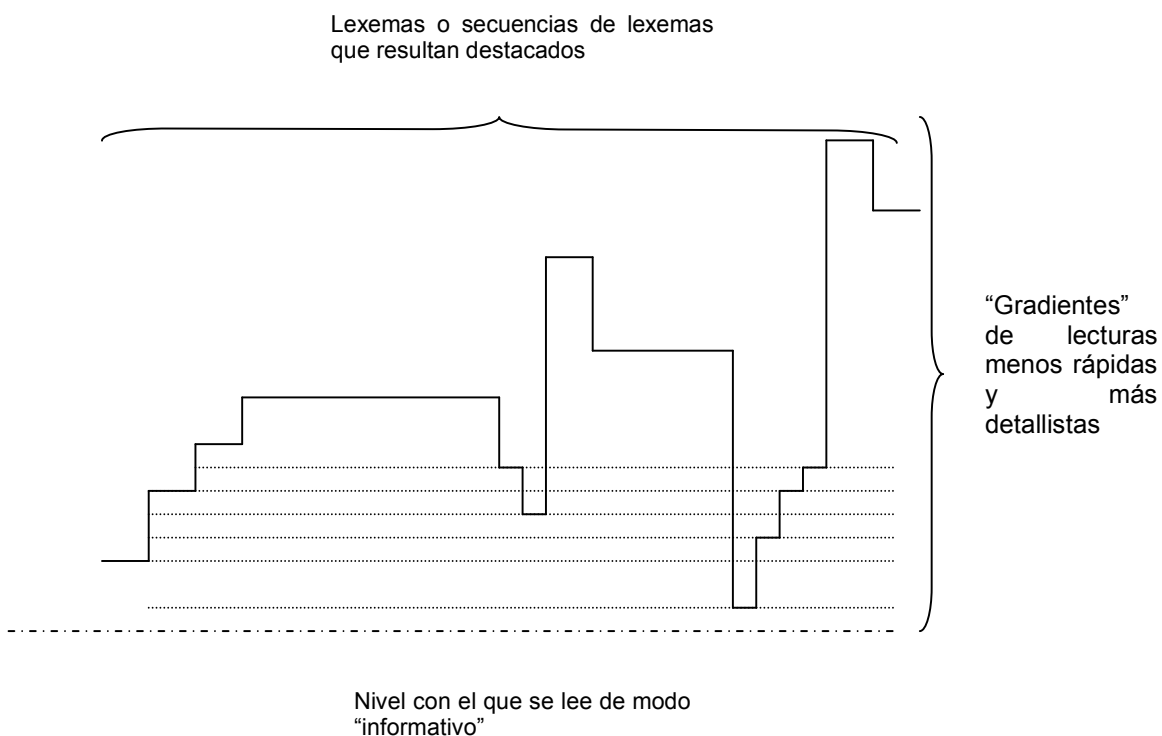 Lexemas o secuencias de lexemas
que resultan destacados
“Gradientes”
de lecturas
menos rápidas
y más
detallistas
Nivel con el que se lee de modo
“informativo”